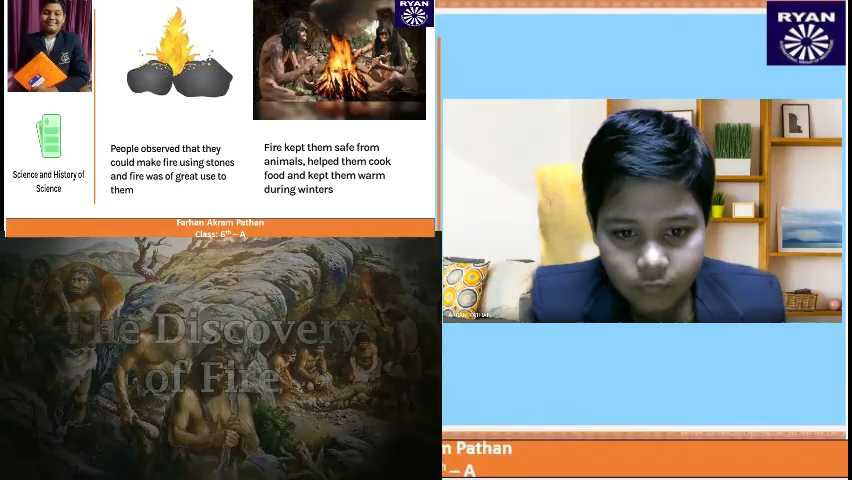 RYAN
People observed that they
could make fire using stones
and fire was of great use to
them
Fire kept them safe from
animals, helped them cook
food and kept them warm
during winters
Science and History of
Science
Farhan Akram Pathan
Class: 6th – A
The Discovery
of Fire
RYAN
PATHAN
m Pathan
– A